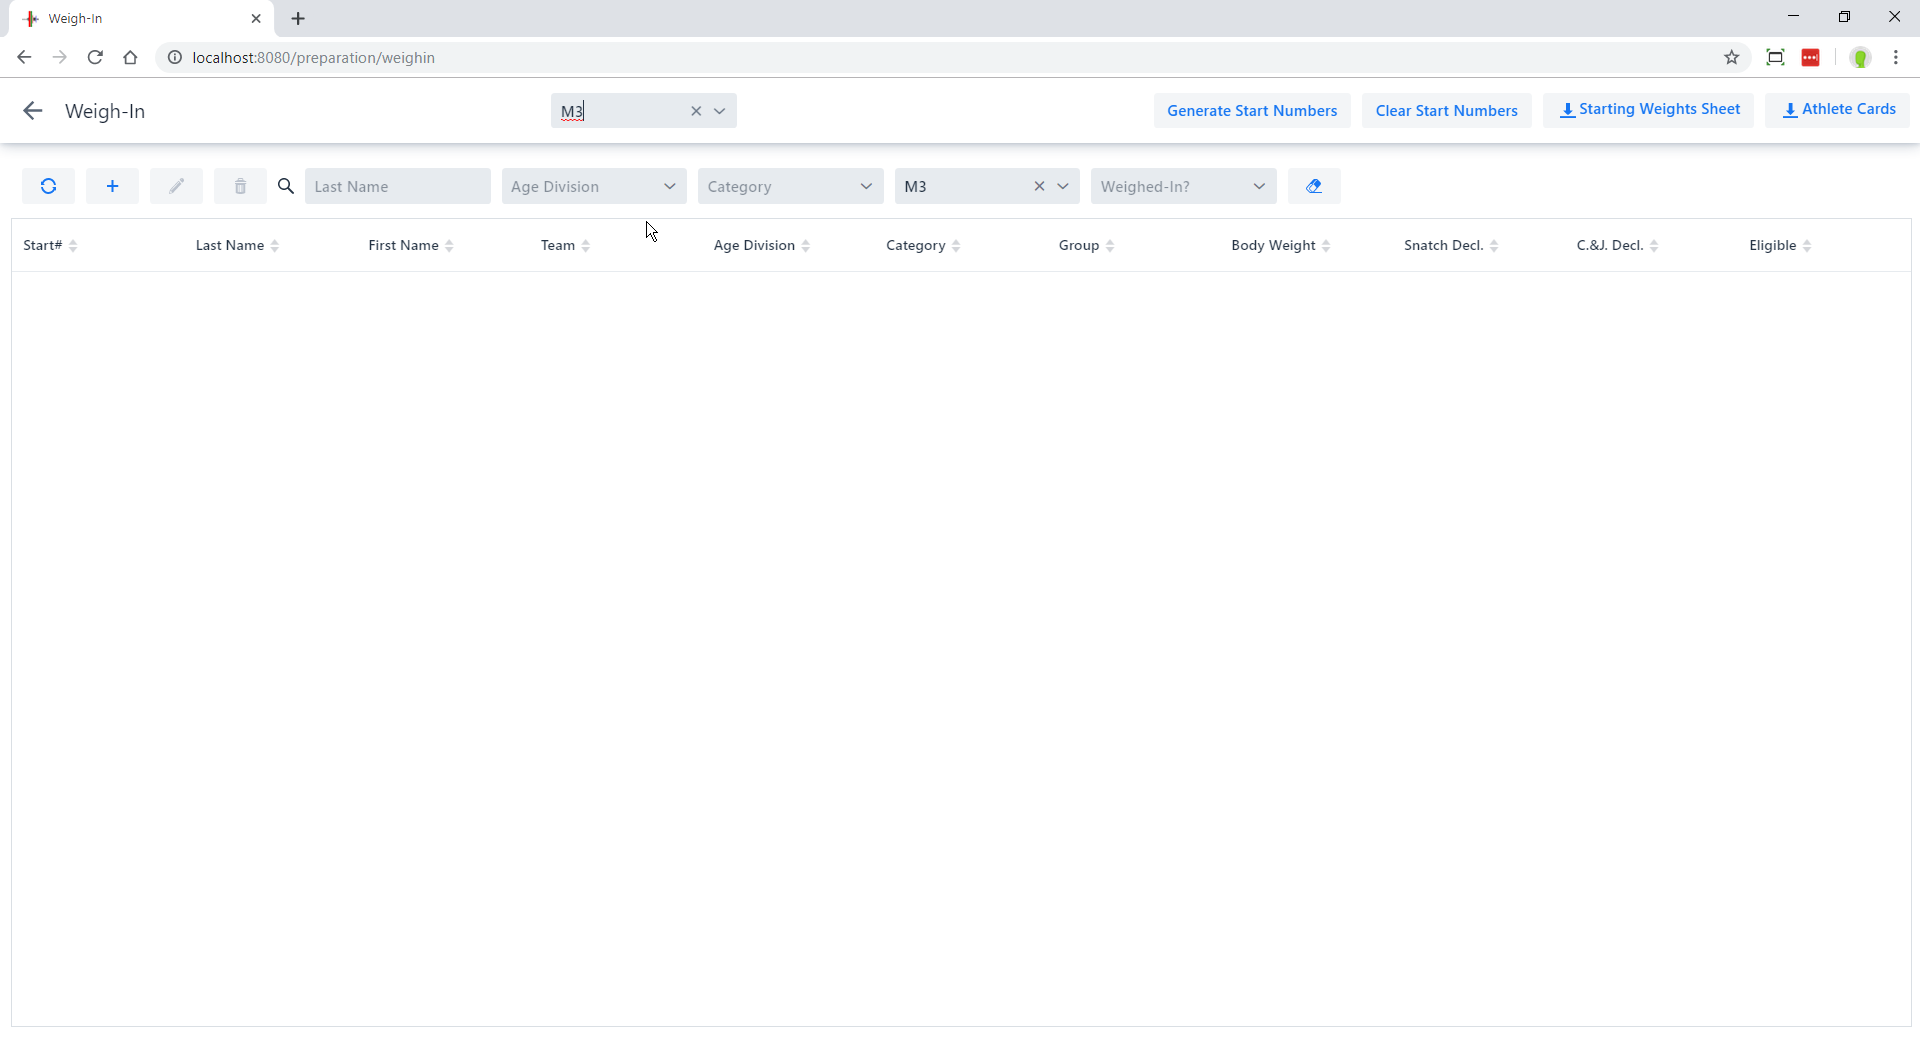 Weigh-In
localhost:8080/preparation/weighin
Weigh-In M3 Generate Start Numbers Clear Start Numbers Starting Weights Sheet Athlete Cards
Last Name Age Division Category M3 Weighed-In?
Start# Last Name First Name Team Age Division Category Group Body Weight Snatch Decl. C.&J. Decl. Eligible